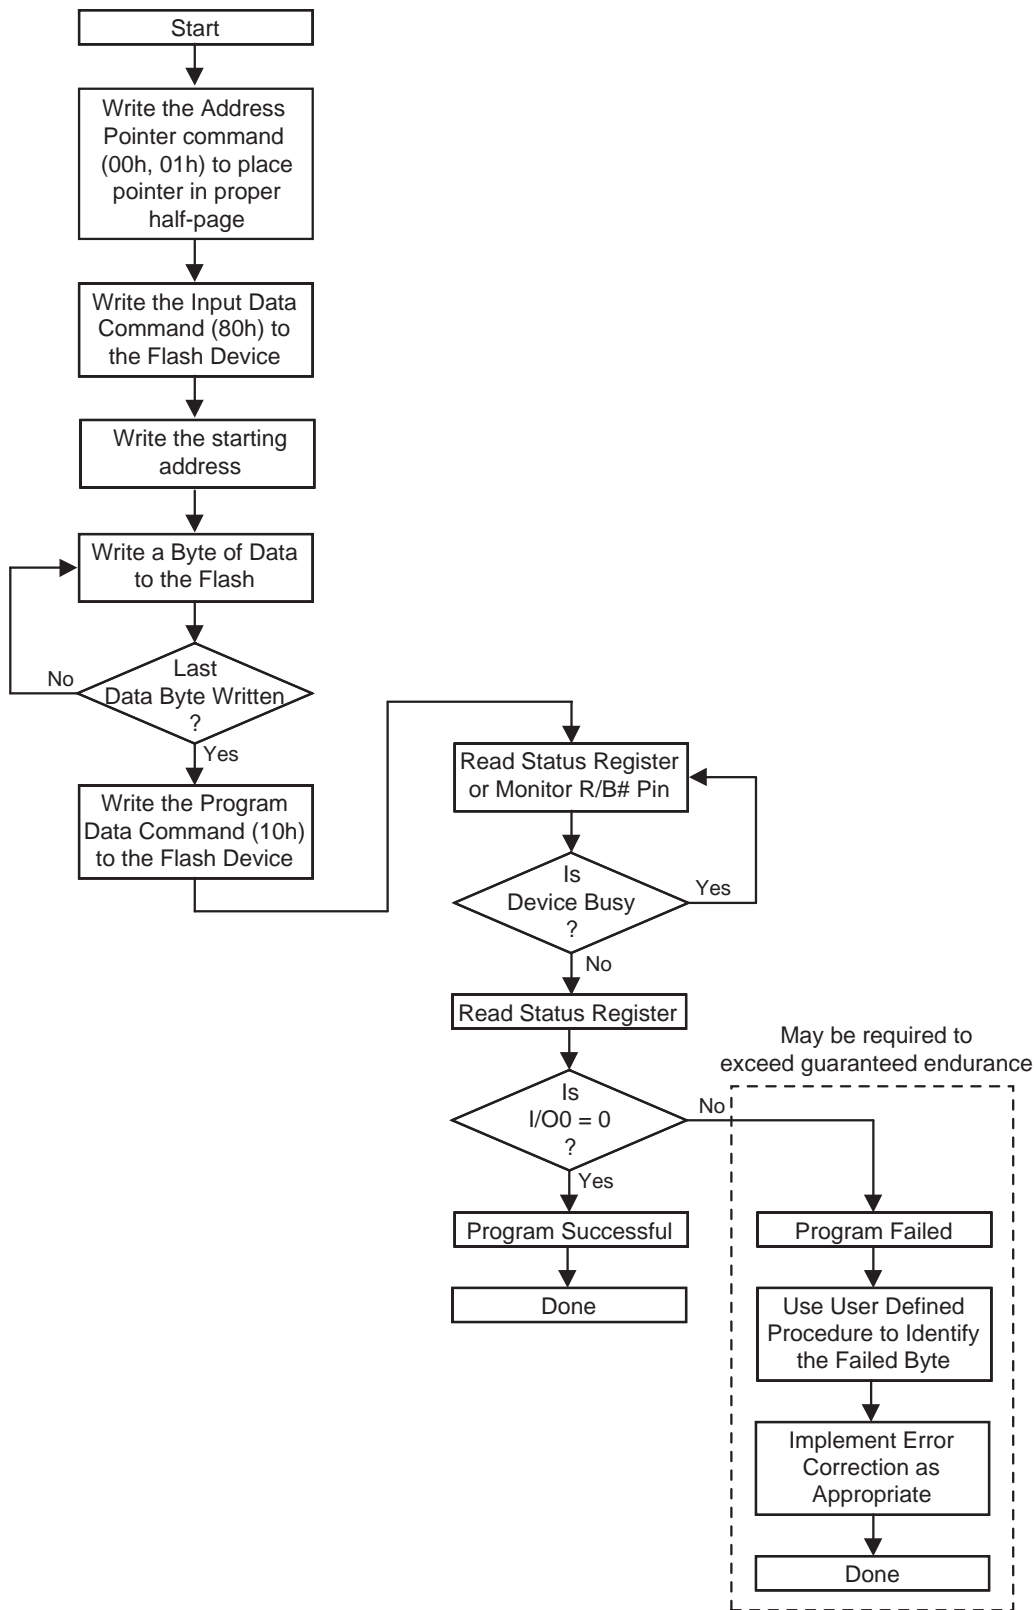 Start
Write the Address
Pointer command
(00h, 01h) to place
pointer in proper
half-page
Write the Input Data
Command (80h) to
the Flash Device
Write the starting
address
Write a Byte of Data
to the Flash
Last
Data Byte Written
?
No
Yes
Write the Program
Data Command (10h)
to the Flash Device
Read Status Register
or Monitor R/B# Pin
Is
Device Busy
?
Yes
No
Read Status Register
Is
I/O0 = 0
?
No
Yes
Program Successful
Done
May be required to
exceed guaranteed endurance
Program Failed
Use User Defined
Procedure to Identify
the Failed Byte
Implement Error
Correction as
Appropriate
Done